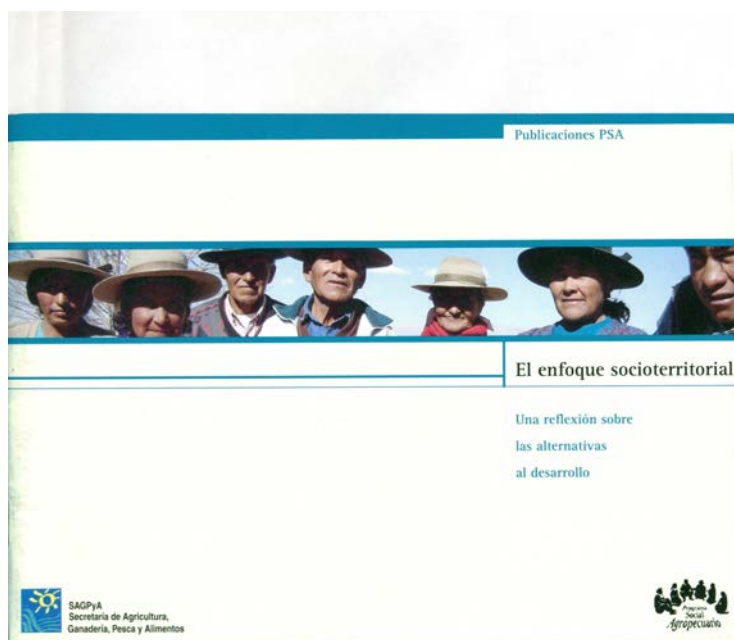 Publicaciones PSA
El enfoque socioterritorial
Una reflexión sobre
las alternativas
al desarrollo
SAGPyA
Secretaría de Agricultura,
Ganadería, Pesca y Alimentos
Programa
Social
Agropecuario